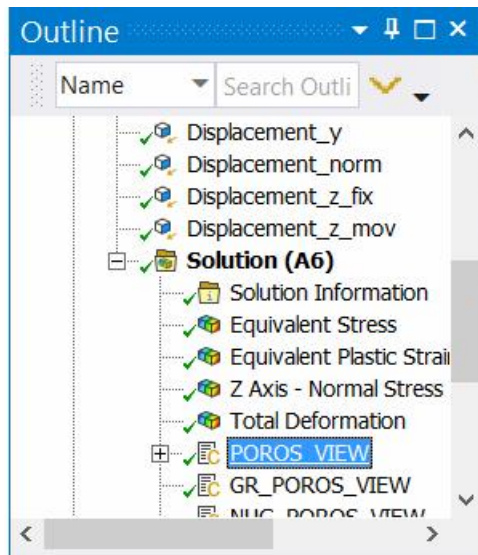 Outline
Name
Search Outli
Displacement_y
Displacement_norm
Displacement_z_fix
Displacement_z_mov
Solution (A6)
Solution Information
Equivalent Stress
Equivalent Plastic Strai
Z Axis - Normal Stress
Total Deformation
POROS_VIEW
GR_POROS_VIEW
NUC_POROS_VIEW